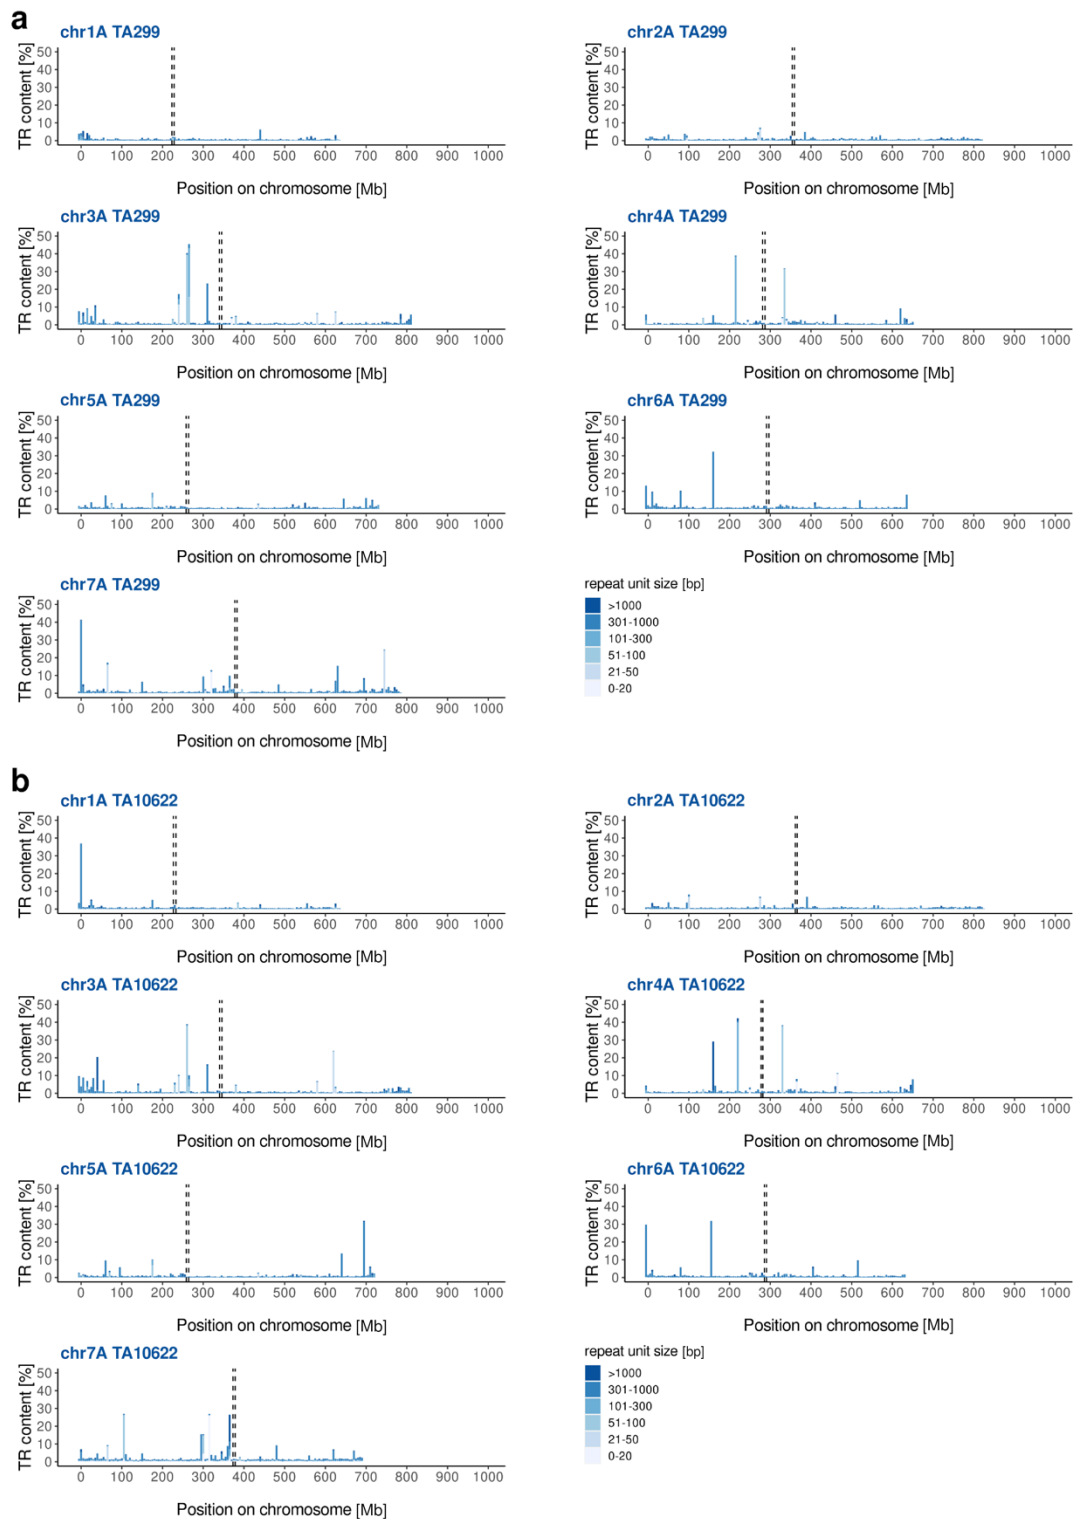 a
chr1A TA299
TR content [%]
50
40
30
20
10
0
0 100 200 300 400 500 600 700 800 900 1000
Position on chromosome [Mb]
chr2A TA299
TR content [%]
50
40
30
20
10
0
0 100 200 300 400 500 600 700 800 900 1000
Position on chromosome [Mb]
chr3A TA299
TR content [%]
50
40
30
20
10
0
0 100 200 300 400 500 600 700 800 900 1000
Position on chromosome [Mb]
chr4A TA299
TR content [%]
50
40
30
20
10
0
0 100 200 300 400 500 600 700 800 900 1000
Position on chromosome [Mb]
chr5A TA299
TR content [%]
50
40
30
20
10
0
0 100 200 300 400 500 600 700 800 900 1000
Position on chromosome [Mb]
chr6A TA299
TR content [%]
50
40
30
20
10
0
0 100 200 300 400 500 600 700 800 900 1000
Position on chromosome [Mb]
chr7A TA299
TR content [%]
50
40
30
20
10
0
0 100 200 300 400 500 600 700 800 900 1000
Position on chromosome [Mb]
repeat unit size [bp]
>1000
301-1000
101-300
51-100
21-50
0-20
b
chr1A TA10622
TR content [%]
50
40
30
20
10
0
0 100 200 300 400 500 600 700 800 900 1000
Position on chromosome [Mb]
chr2A TA10622
TR content [%]
50
40
30
20
10
0
0 100 200 300 400 500 600 700 800 900 1000
Position on chromosome [Mb]
chr3A TA10622
TR content [%]
50
40
30
20
10
0
0 100 200 300 400 500 600 700 800 900 1000
Position on chromosome [Mb]
chr4A TA10622
TR content [%]
50
40
30
20
10
0
0 100 200 300 400 500 600 700 800 900 1000
Position on chromosome [Mb]
chr5A TA10622
TR content [%]
50
40
30
20
10
0
0 100 200 300 400 500 600 700 800 900 1000
Position on chromosome [Mb]
chr6A TA10622
TR content [%]
50
40
30
20
10
0
0 100 200 300 400 500 600 700 800 900 1000
Position on chromosome [Mb]
chr7A TA10622
TR content [%]
50
40
30
20
10
0
0 100 200 300 400 500 600 700 800 900 1000
Position on chromosome [Mb]
repeat unit size [bp]
>1000
301-1000
101-300
51-100
21-50
0-20